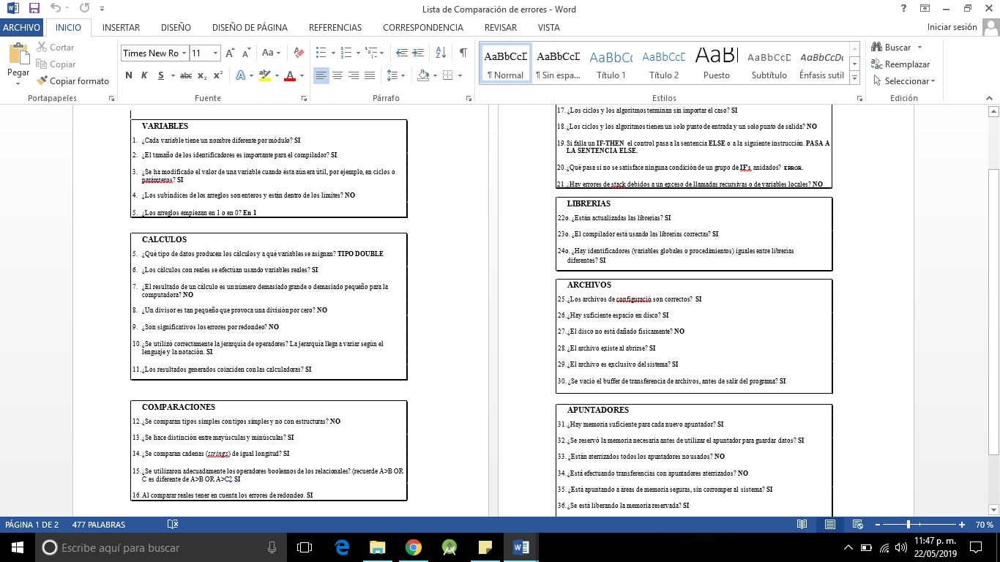 Lista de Comparación de errores - Word
ARCHIVO INICIO INSERTAR DISEÑO DISEÑO DE PÁGINA REFERENCIAS CORRESPONDENCIA REVISAR VISTA Iniciar sesión
Pegar
Cortar
Copiar
Copiar formato
Portapapeles
Times New Ro 11
N K S abc x₂ x²
Fuente
Párrafo
AaBbCcD AaBbCcD AaBbC AaBbCcD AaB AaBbCcD AaBbCcDc
¶ Normal ¶ Sin espa... Título 1 Título 2 Puesto Subtítulo Énfasis sutil
Estilos
Buscar
Reemplazar
Seleccionar
Edición
VARIABLES
1. ¿Cada variable tiene un nombre diferente por módulo? SI
2. ¿El tamaño de los identificadores es importante para el compilador? SI
3. ¿Se ha modificado el valor de una variable cuando ésta aún era útil, por ejemplo, en ciclos o
parámteros? SI
4. ¿Los subíndices de los arreglos son enteros y están dentro de los límites? NO
5. ¿Los arreglos empiezan en 1 o en 0? En 1
CALCULOS
5. ¿Qué tipo de datos producen los cálculos y a qué variables se asignan? TIPO DOUBLE
6. ¿Los cálculos con reales se efectúan usando variables reales? SI
7. ¿El resultado de un cálculo es un número demasiado grande o demasiado pequeño para la
computadora? NO
8. ¿Un divisor es tan pequeño que provoca una división por cero? NO
9. ¿Son significativos los errores por redondeo? NO
10. ¿Se utilizó correctamente la jerarquía de operadores? La jerarquía llega a variar según el
lenguaje y la notación. SI
11. ¿Los resultados generados coinciden con las calculadoras? SI
COMPARACIONES
12. ¿Se comparan tipos simples con tipos simples y no con estructuras? NO
13. ¿Se hace distinción entre mayúsculas y minúsculas? SI
14. ¿Se comparan cadenas (strings) de igual longitud? SI
15. ¿Se utilizaron adecuadamente los operadores booleanos de los relacionales? (recuerde A>B OR
C es diferente de A>B OR A>C? SI
16. Al comparar reales tener en cuenta los errores de redondeo. SI
17. ¿Los ciclos y los algoritmos terminan sin importar el caso? SI
18. ¿Los ciclos y los algoritmos tienen un solo punto de entrada y un solo punto de salida? NO
19. Si falla un IF-THEN el control pasa a la sentencia ELSE o a la siguiente instrucción. PASA A
LA SENTENCIA ELSE.
20. ¿Qué pasa si no se satisface ninguna condición de un grupo de IF's anidados? ERROR.
21. ¿Hay errores de stack debidos a un exceso de llamadas recursivas o de variables locales? NO
LIBRERIAS
22o. ¿Están actualizadas las librerías? SI
23o. ¿El compilador está usando las librerías correctas? SI
24o. ¿Hay identificadores (variables globales o procedimientos) iguales entre librerías
diferentes? SI
ARCHIVOS
25. ¿Los archivos de configuració son correctos? SI
26. ¿Hay suficiente espacio en disco? SI
27. ¿El disco no está dañado físicamente? NO
28. ¿El archivo existe al abrirse? SI
29. ¿El archivo es exclusivo del sistema? SI
30. ¿Se vació el buffer de transferencia de archivos, antes de salir del programa? SI
APUNTADORES
31. ¿Hay memoria suficiente para cada nuevo apuntador? SI
32. ¿Se reservó la memoria necesaria antes de utilizar el apuntador para guardar datos? SI
33. ¿Están aterrizados todos los apuntadores no usados? NO
34. ¿Está efectuando transferencias con apuntadores aterrizados? NO
35. ¿Está apuntando a áreas de memoria seguras, sin corromper al sistema? SI
36. ¿Se está liberando la memoria reservada? SI
PÁGINA 1 DE 2 477 PALABRAS 70 %
Escribe aquí para buscar
11:47 p. m.
22/05/2019